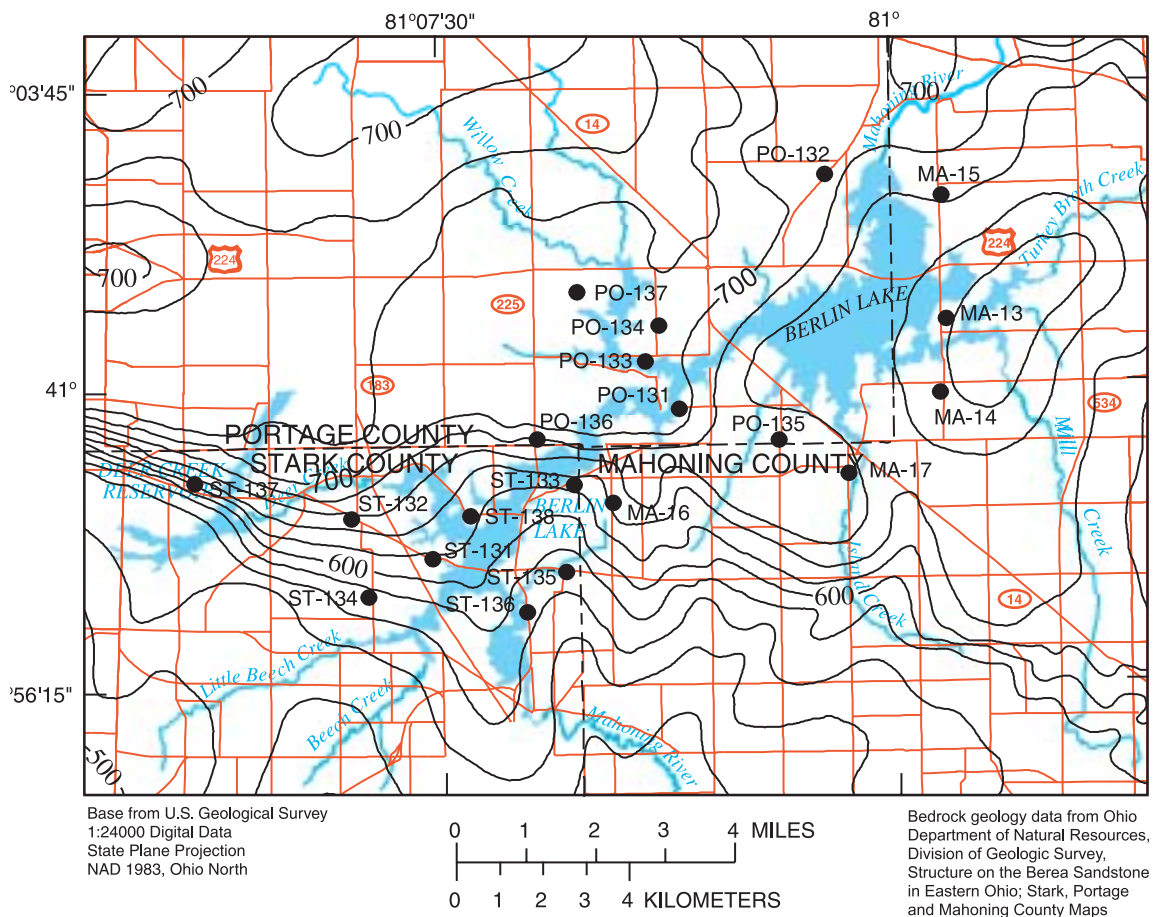 81°07'30"
81°
°03'45"
700
700
700
Mahoning River
14
Willow Creek
PO-132
MA-15
Turkey Broth Creek
224
224
700
700
PO-137
225
PO-134
BERLIN LAKE
MA-13
PO-133
41°
183
PO-131
534
MA-14
PO-136
PO-135
PORTAGE COUNTY
STARK COUNTY
MAHONING COUNTY
Mill Creek
DEER CREEK
RESERVOIR
ST-137
Deer Creek
700
ST-133
MA-17
ST-132
ST-138
BERLIN
LAKE
MA-16
ST-131
600
ST-135
Island Creek
600
14
ST-134
ST-136
°56'15"
Little Beech Creek
Beech Creek
Mahoning River
500
Base from U.S. Geological Survey
1:24000 Digital Data
State Plane Projection
NAD 1983, Ohio North
0 1 2 3 4 MILES
0 1 2 3 4 KILOMETERS
Bedrock geology data from Ohio
Department of Natural Resources,
Division of Geologic Survey,
Structure on the Berea Sandstone
in Eastern Ohio; Stark, Portage
and Mahoning County Maps